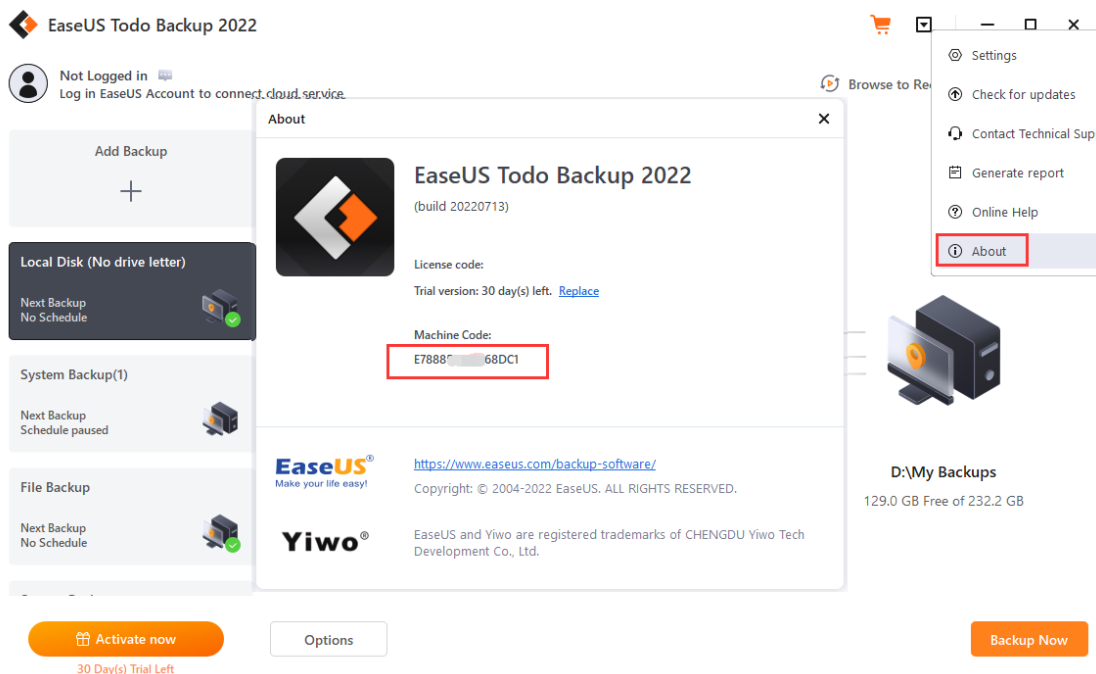 EaseUS Todo Backup 2022
Not Logged in
Log in EaseUS Account to connect cloud service.
Browse to Re
Settings
Check for updates
Contact Technical Sup
Generate report
Online Help
About
Add Backup
Local Disk (No drive letter)
Next Backup
No Schedule
System Backup(1)
Next Backup
Schedule paused
File Backup
Next Backup
No Schedule
About
EaseUS Todo Backup 2022
(build 20220713)
License code:
Trial version: 30 day(s) left. Replace
Machine Code:
E7888 68DC1
EaseUS®
Make your life easy!
https://www.easeus.com/backup-software/
Copyright: © 2004-2022 EaseUS. ALL RIGHTS RESERVED.
Yiwo®
EaseUS and Yiwo are registered trademarks of CHENGDU Yiwo Tech
Development Co., Ltd.
D:\My Backups
129.0 GB Free of 232.2 GB
Activate now
30 Day(s) Trial Left
Options
Backup Now